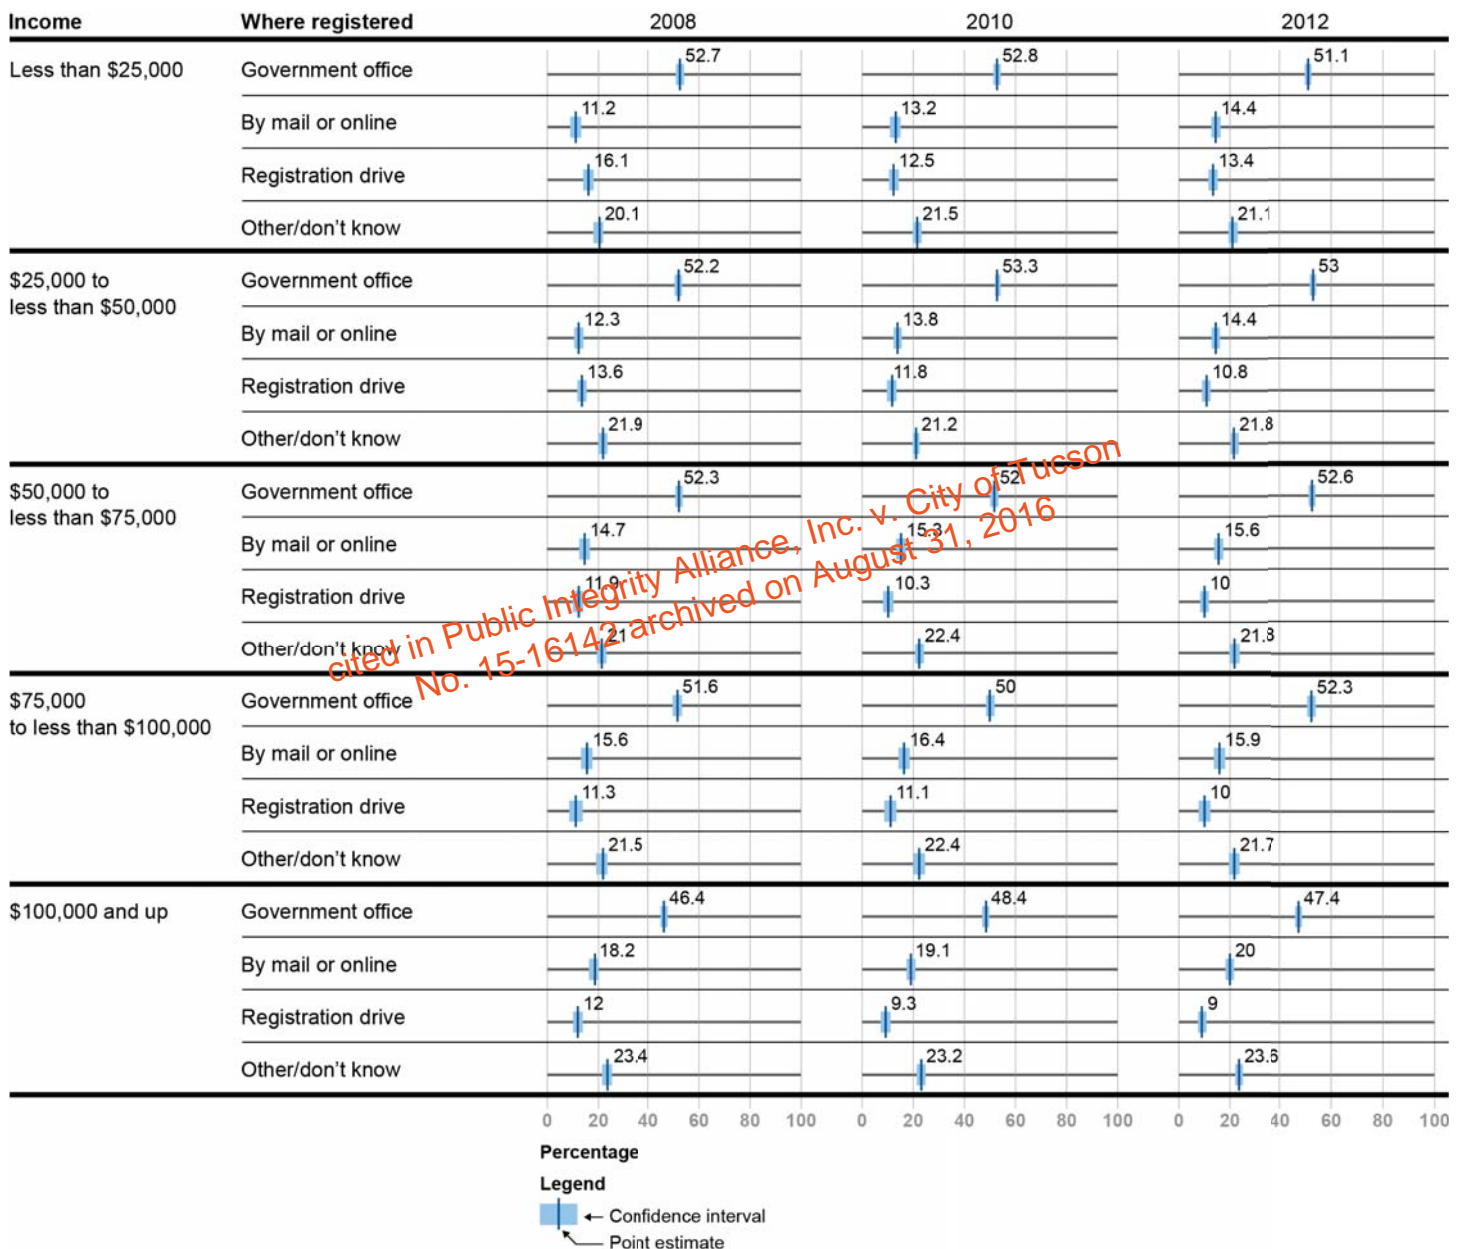 Income Where registered 2008 2010 2012
Less than $25,000 Government office 52.7 52.8 51.1
By mail or online 11.2 13.2 14.4
Registration drive 16.1 12.5 13.4
Other/don't know 20.1 21.5 21.1
$25,000 to
less than $50,000
Government office 52.2 53.3 53
By mail or online 12.3 13.8 14.4
Registration drive 13.6 11.8 10.8
Other/don't know 21.9 21.2 21.8
$50,000 to
less than $75,000
Government office 52.3 52 52.6
By mail or online 14.7 15.3 15.6
Registration drive 11.9 10.3 10
Other/don't know 21 22.4 21.8
cited in Public Integrity Alliance, Inc. v. City of Tucson
No. 15-16142 archived on August 31, 2016
$75,000
to less than $100,000
Government office 51.6 50 52.3
By mail or online 15.6 16.4 15.9
Registration drive 11.3 11.1 10
Other/don't know 21.5 22.4 21.7
$100,000 and up Government office 46.4 48.4 47.4
By mail or online 18.2 19.1 20
Registration drive 12 9.3 9
Other/don't know 23.4 23.2 23.6
0 20 40 60 80 100 0 20 40 60 80 100 0 20 40 60 80 100
Percentage
Legend
Confidence interval
Point estimate